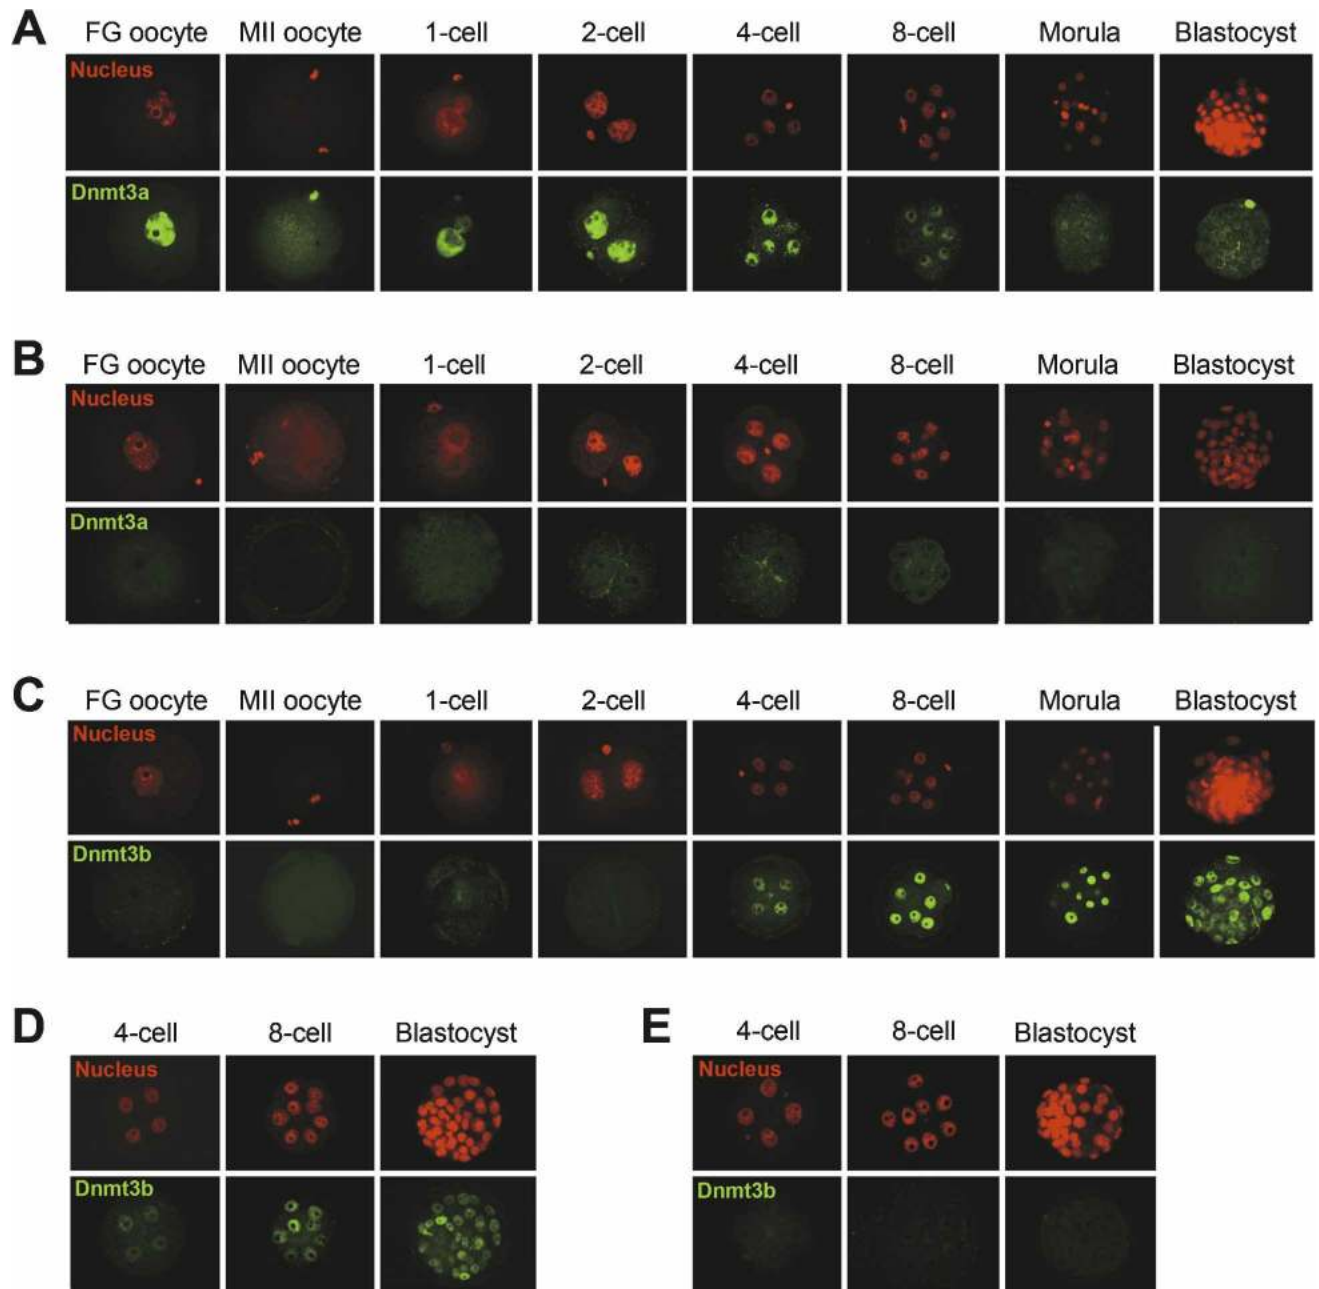 A FG oocyte MII oocyte 1-cell 2-cell 4-cell 8-cell Morula Blastocyst
Nucleus
Dnmt3a
B FG oocyte MII oocyte 1-cell 2-cell 4-cell 8-cell Morula Blastocyst
Nucleus
Dnmt3a
C FG oocyte MII oocyte 1-cell 2-cell 4-cell 8-cell Morula Blastocyst
Nucleus
Dnmt3b
D 4-cell 8-cell Blastocyst
Nucleus
Dnmt3b
E 4-cell 8-cell Blastocyst
Nucleus
Dnmt3b